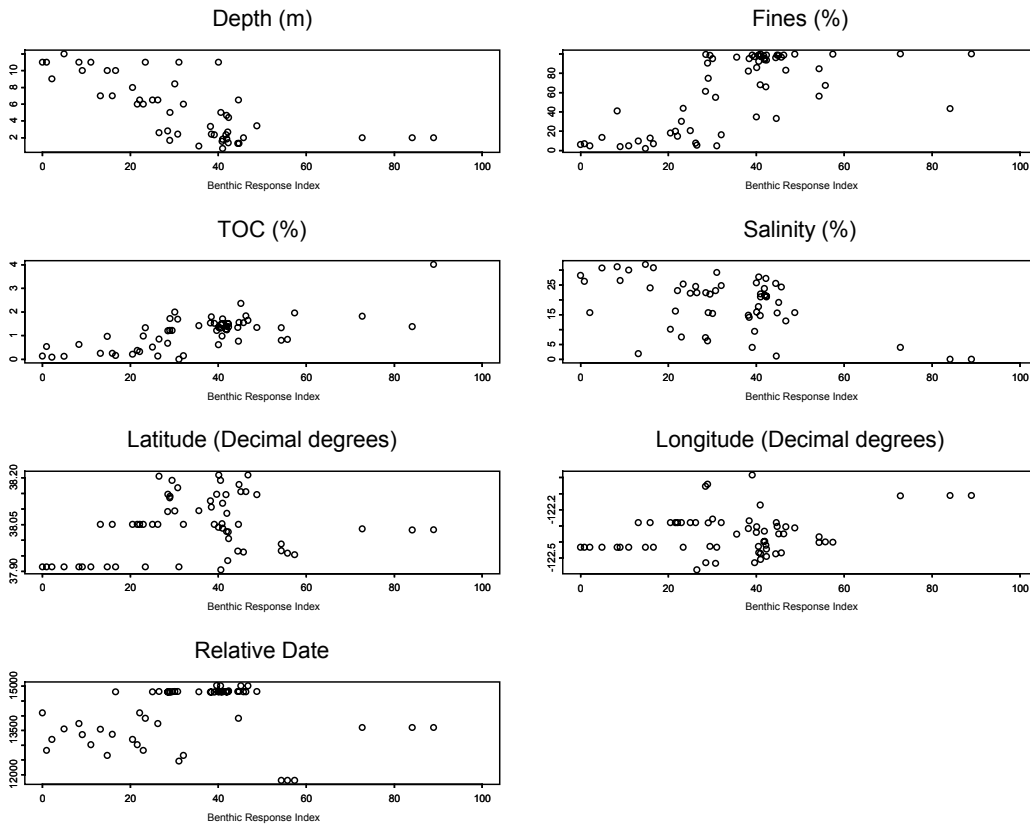 Depth (m)
2 4 6 8 10
0 20 40 60 80 100
Benthic Response Index
Fines (%)
0 20 40 60 90
0 20 40 60 80 100
Benthic Response Index
TOC (%)
0 1 2 3 4
0 20 40 60 80 100
Benthic Response Index
Salinity (%)
0 5 15 25
0 20 40 60 80 100
Benthic Response Index
Latitude (Decimal degrees)
37.90 38.05 38.20
0 20 40 60 80 100
Benthic Response Index
Longitude (Decimal degrees)
-122.5 -122.2
0 20 40 60 80 100
Benthic Response Index
Relative Date
12000 13500 15000
0 20 40 60 80 100
Benthic Response Index